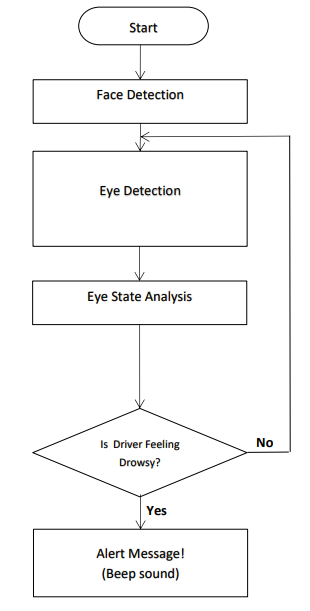 Start
Face Detection
Eye Detection
Eye State Analysis
Is Driver Feeling
Drowsy?
No
Yes
Alert Message!
(Beep sound)